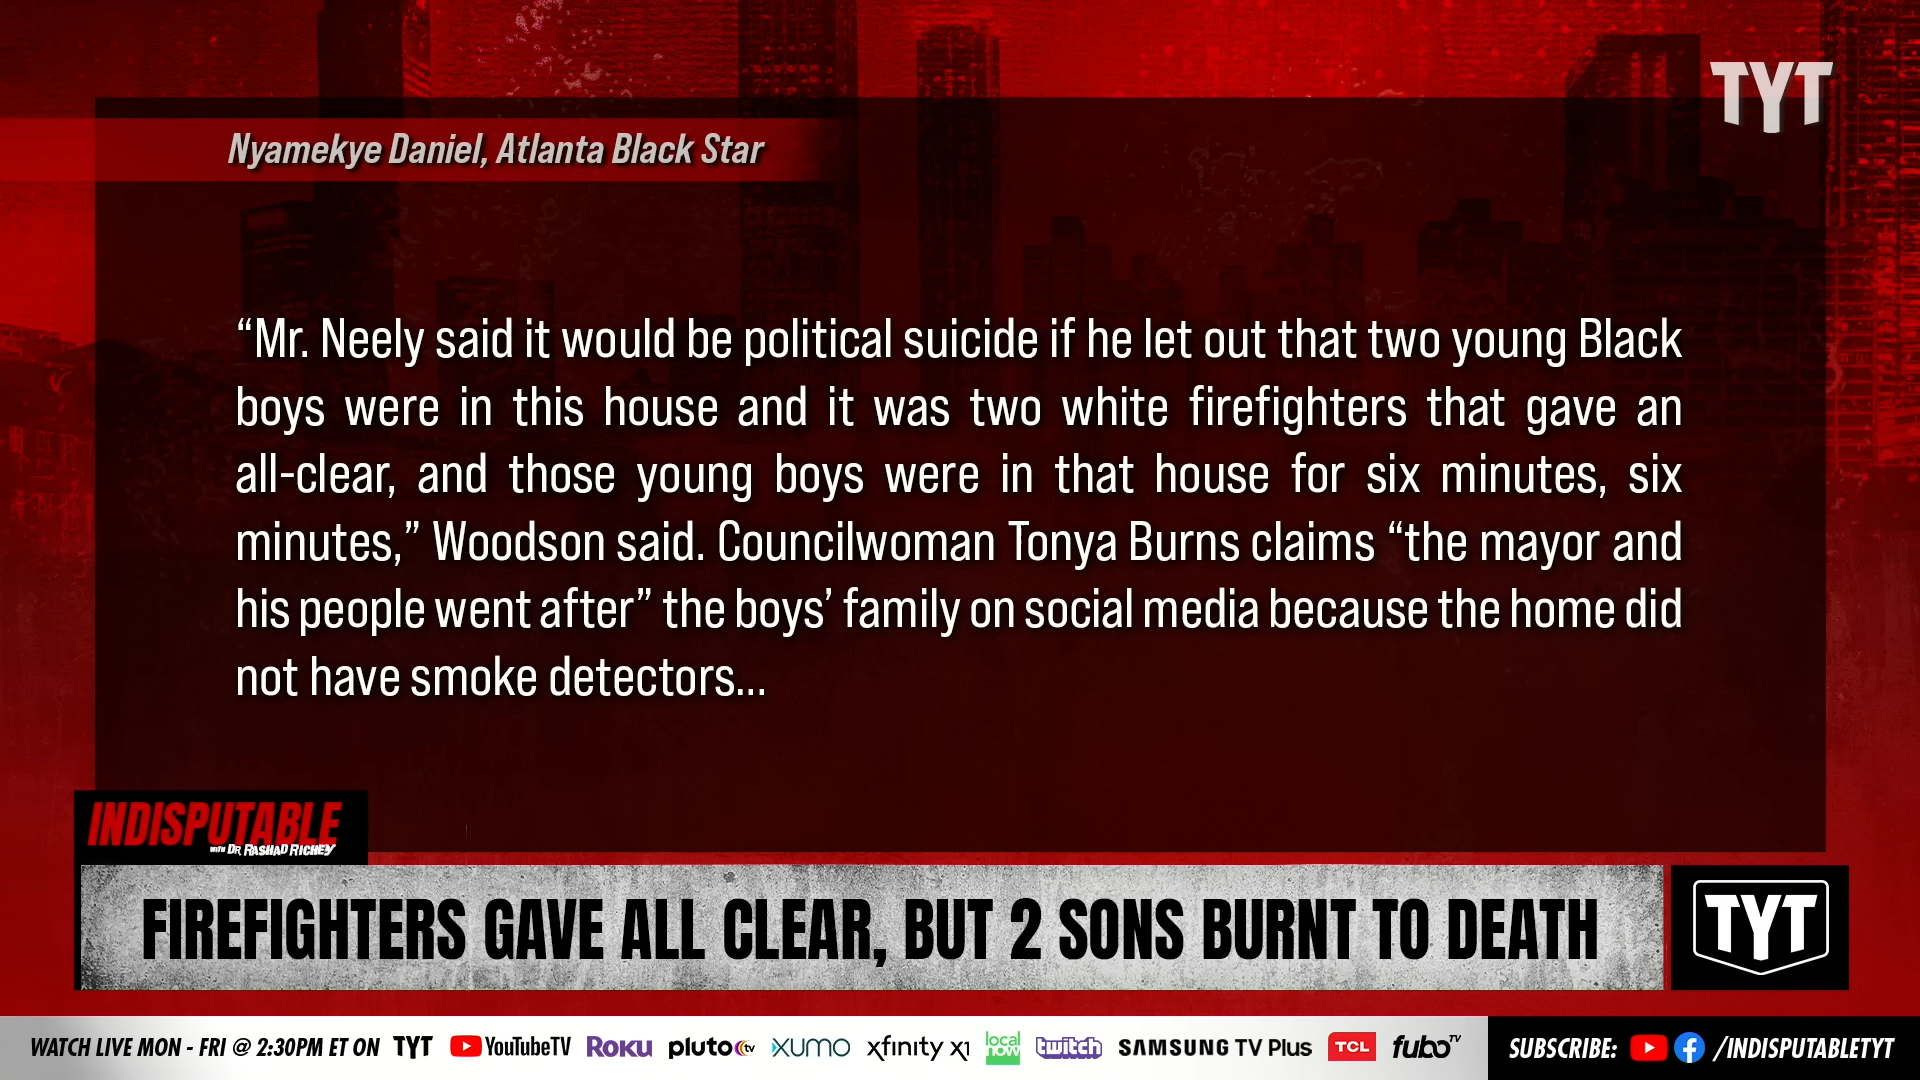 TYT
Nyamekye Daniel, Atlanta Black Star
“Mr. Neely said it would be political suicide if he let out that two young Black
boys were in this house and it was two white firefighters that gave an
all-clear, and those young boys were in that house for six minutes, six
minutes,” Woodson said. Councilwoman Tonya Burns claims “the mayor and
his people went after” the boys’ family on social media because the home did
not have smoke detectors...
INDISPUTABLE
WITH DR RASHAD RICHEY
FIREFIGHTERS GAVE ALL CLEAR, BUT 2 SONS BURNT TO DEATH
TYT
WATCH LIVE MON - FRI @ 2:30PM ET ON TYT YouTubeTV ROKU pluto tv XUMO xfinity x1 local now twitch SAMSUNG TV Plus TCL fubo TV SUBSCRIBE: /INDISPUTABLETYT